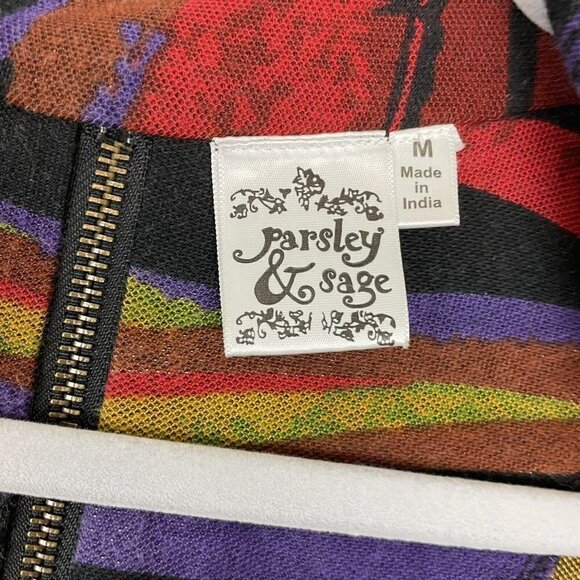 parsley
& sage
M
Made
in
India